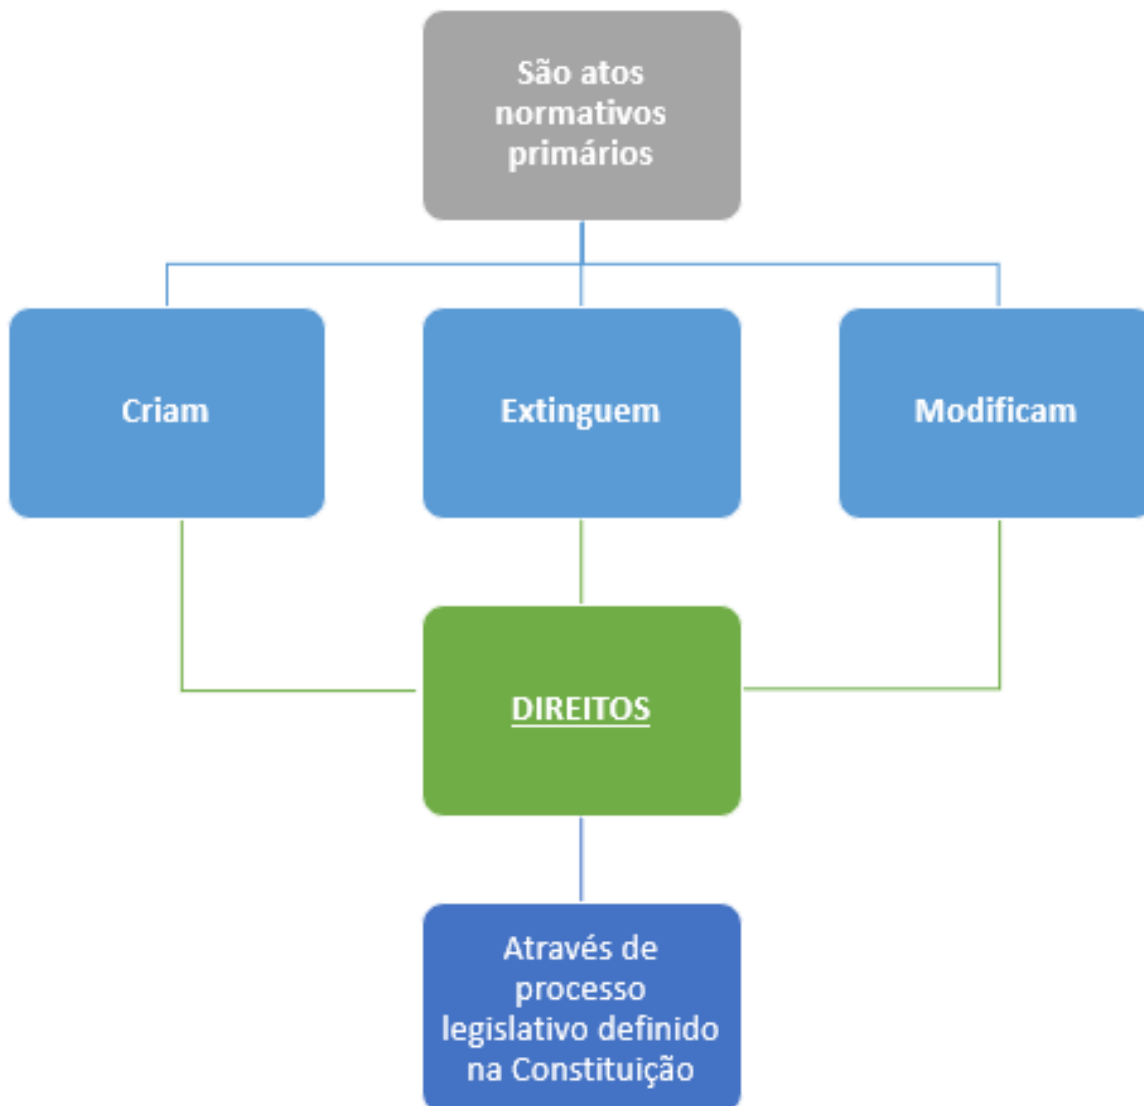 São atos
normativos
primários
Criam
Extinguem
Modificam
DIREITOS
Através de
processo
legislativo definido
na Constituição